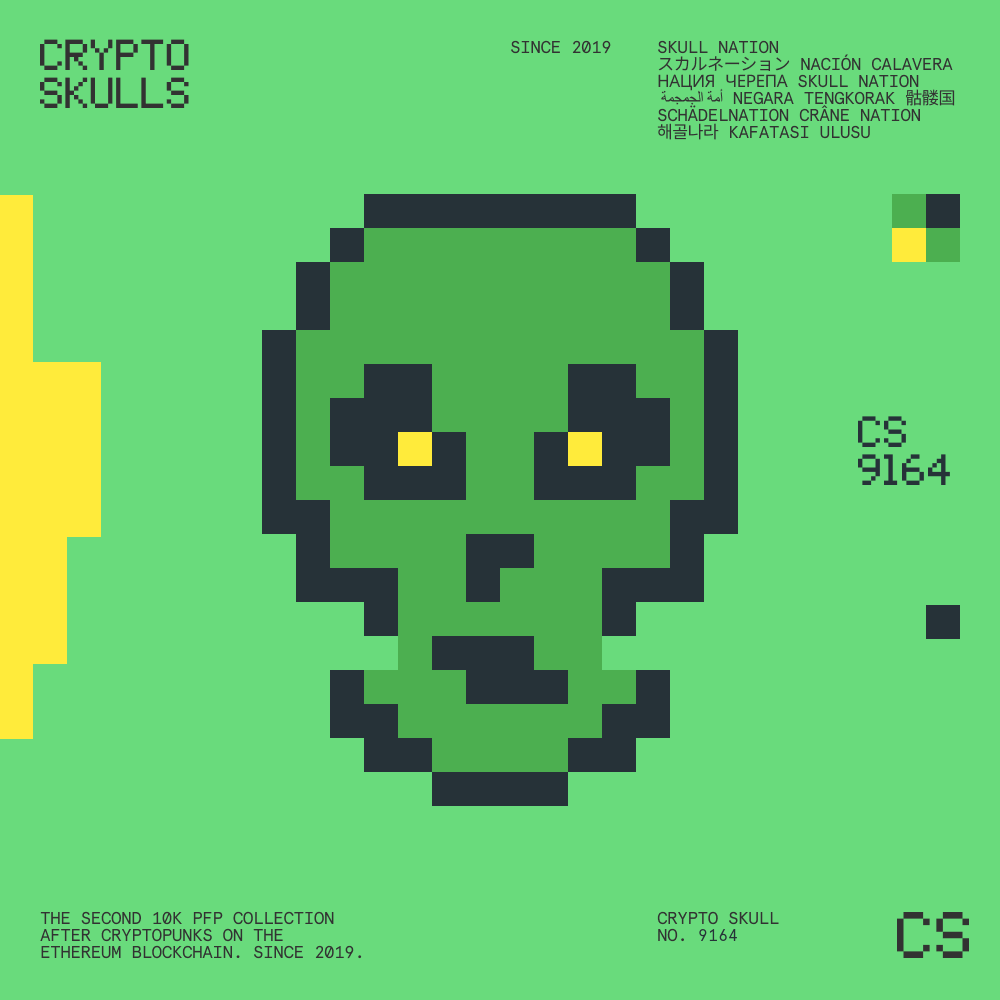 CRYPTO
SKULLS
SINCE 2019
SKULL NATION
スカルネーション NACIÓN CALAVERA
НАЦИЯ ЧЕРЕПА SKULL NATION
أمة الجمجمة NEGARA TENGKORAK 骷髅国
SCHÄDELNATION CRÂNE NATION
해골나라 KAFATASI ULUSU
CS
9164
THE SECOND 10K PFP COLLECTION
AFTER CRYPTOPUNKS ON THE
ETHEREUM BLOCKCHAIN. SINCE 2019.
CRYPTO SKULL
NO. 9164
CS